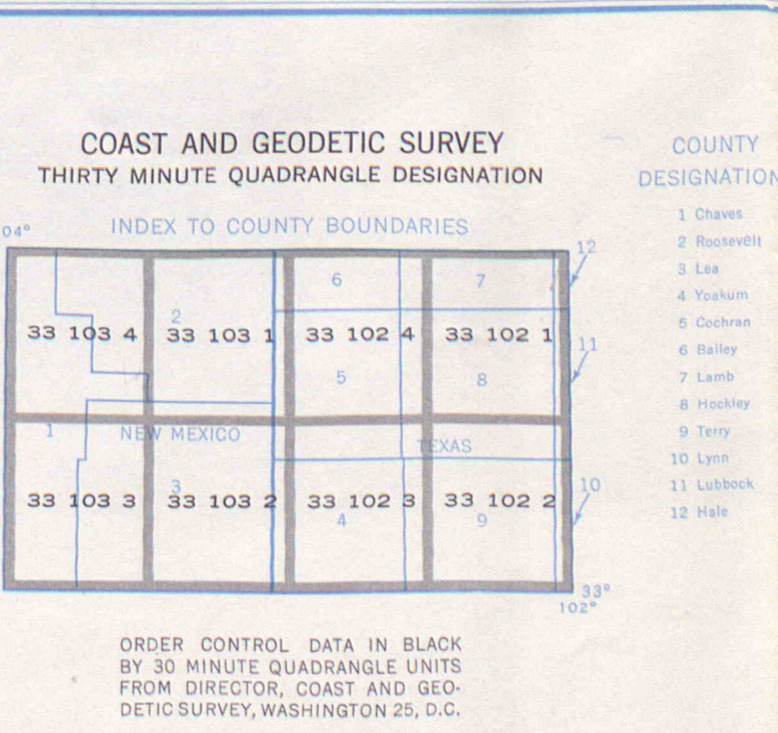 COAST AND GEODETIC SURVEY
THIRTY MINUTE QUADRANGLE DESIGNATION
INDEX TO COUNTY BOUNDARIES
04°
12
6
7
2
33 103 4
33 103 1
33 102 4
33 102 1
11
5
8
1
NEW MEXICO
TEXAS
3
33 103 3
33 103 2
33 102 3
33 102 2
10
4
9
33°
102°
ORDER CONTROL DATA IN BLACK
BY 30 MINUTE QUADRANGLE UNITS
FROM DIRECTOR, COAST AND GEO-
DETIC SURVEY, WASHINGTON 25, D.C.
COUNTY
DESIGNATION
1 Chaves
2 Roosevelt
3 Lea
4 Yoakum
5 Cochran
6 Bailey
7 Lamb
8 Hockley
9 Terry
10 Lynn
11 Lubbock
12 Hale